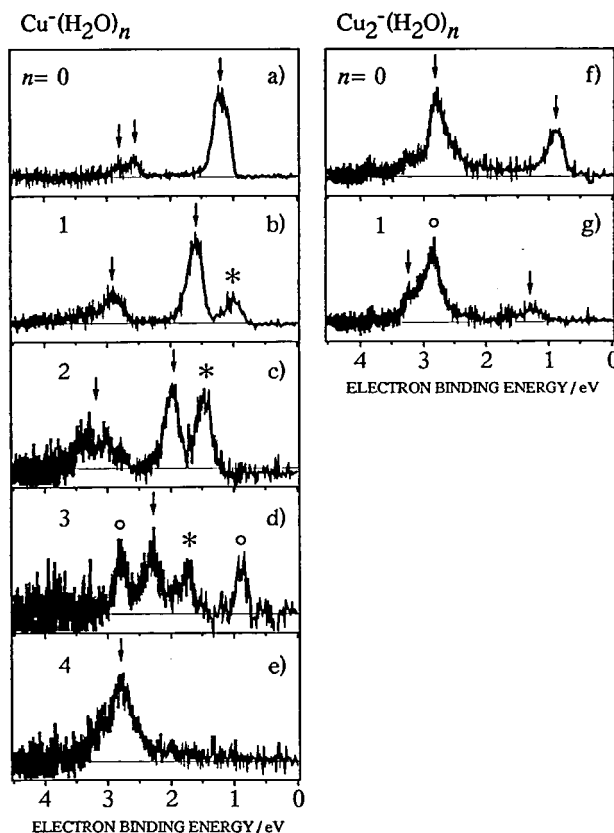 Cu⁻(H₂O)ₙ
n= 0
a)
1
b)
*
2
c)
*
3
d)
*
4
e)
4 3 2 1 0
ELECTRON BINDING ENERGY / eV
Cu₂⁻(H₂O)ₙ
n= 0
f)
1
g)
4 3 2 1 0
ELECTRON BINDING ENERGY / eV